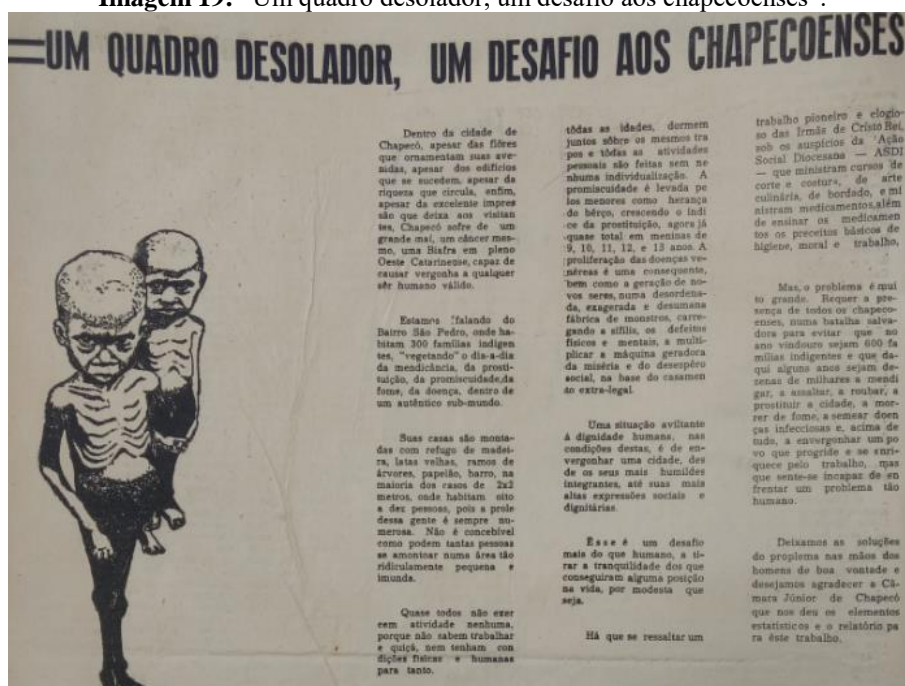 Imagem 19: "Um quadro desolador, um desafio aos chapecoenses".
UM QUADRO DESOLADOR, UM DESAFIO AOS CHAPECOENSES
Dentro da cidade de
Chapecó, apesar das flôres
que ornamentam suas ave-
nidas, apesar dos edifícios
que se sucedem, apesar da
riqueza que circula, enfim,
apesar da excelente impres
são que deixa aos visitan
tes, Chapecó sofre de um
grande mal, um câncer mes-
mo, uma Biafra em pleno
Oeste Catarinense, capaz de
causar vergonha a qualquer
sêr humano válido.
Estamos falando do
Bairro São Pedro, onde ha-
bitam 300 famílias indigen
tes, "vegetando" o dia-a-dia
da mendicância, da prosti-
tuição, da promiscuidade,da
fome, da doença, dentro de
um autêntico sub-mundo.
Suas casas são monta-
das com refugo de madei-
ra, latas velhas, ramos de
árvores, papelão, barro, na
maioria dos casos de 2x2
metros, onde habitam oito
a dez pessoas, pois a prole
dessa gente é sempre nu-
merosa. Não é concebível
como podem tantas pessoas
se amontoar numa área tão
ridiculamente pequena e
imunda.
Quase todos não exer
cem atividade nenhuma,
porque não sabem trabalhar
e quiçá, nem tenham con
dições físicas e humanas
para tanto.
tôdas as idades, dormem
juntos sôbre os mesmos tra
pos e tôdas as atividades
pessoais são feitas sem ne
nhuma individualização. A
promiscuidade é levada pe
los menores como herança
do bêrço, crescendo o índi
ce da prostituição, agora já
quase total em meninas de
9, 10, 11, 12, e 13 anos. A
proliferação das doenças ve-
néreas é uma consequente,
bem como a geração de no-
vos seres, numa desordena-
da, exagerada e desumana
fábrica de monstros, carre-
gando a sífilis, os defeitos
físicos e mentais, a multi-
plicar a máquina geradora
da miséria e do desespêro
social, na base do casamen
to extra-legal.
Uma situação aviltante
á dignidade humana, nas
condições destas, é de en-
vergonhar uma cidade, des
de os seus mais humildes
integrantes, até suas mais
altas expressões sociais e
dignitárias.
Êsse é um desafio
mais do que humano, a ti-
rar a tranquilidade dos que
conseguiram alguma posição
na vida, por modesta que
seja.
Há que se ressaltar um
trabalho pioneiro e elogio-
so das Irmãs de Cristo Rei,
sob os auspícios da 'Ação
Social Diocesana — ASDI
— que ministram cursos de
corte e costura, de arte
culinária, de bordado, e mi
nistram medicamentos,além
de ensinar os medicamen
tos os preceitos básicos de
higiene, moral e trabalho,
Mas, o problema é mui
to grande. Requer a pre-
sença de todos os chapeco-
enses, numa batalha salva-
dora para evitar que no
ano vindouro sejam 600 fa
mílias indigentes e que da-
qui alguns anos sejam de-
zenas de milhares a mendi
gar, a assaltar, a roubar, a
prostituir a cidade, a mor-
rer de fome, a semear doen
ças infecciosas e, acima de
tudo, a envergonhar um po
vo que progride e se enri-
quece pelo trabalho, mas
que sente-se incapaz de en
frentar um problema tão
humano.
Deixamos as soluções
do proplema nas mãos dos
homens de boa vontade e
desejamos agradecer a Câ-
mara Júnior de Chapecó
que nos deu os elementos
estatísticos e o relatório pa
ra êste trabalho.